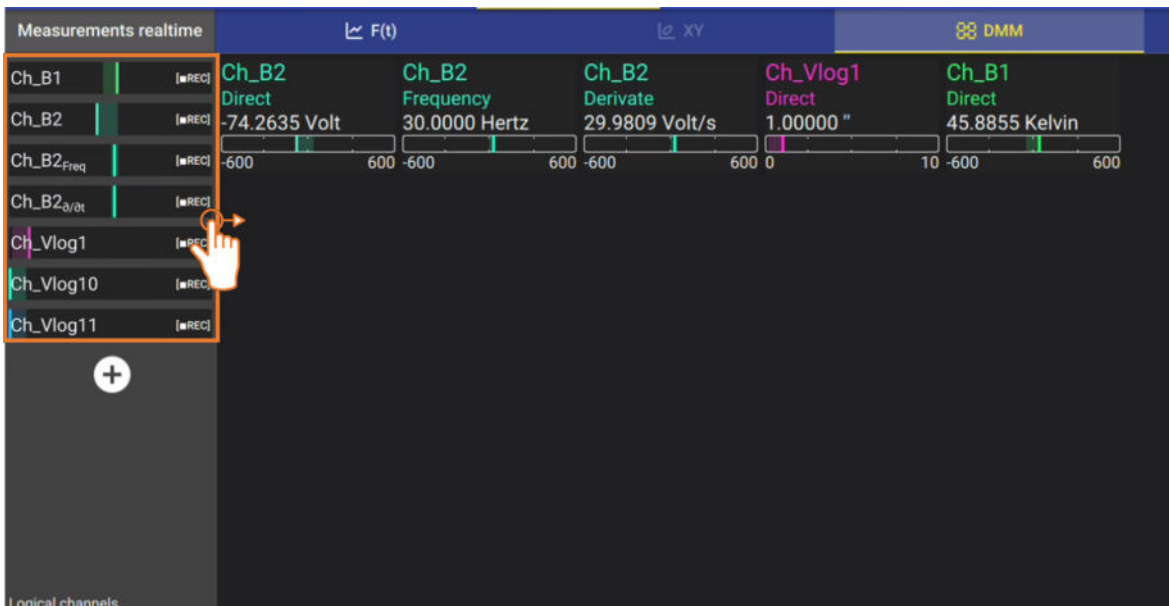 Measurements realtime
F(t)
XY
DMM
Ch_B1 [■REC]
Ch_B2 [■REC]
Ch_B2Freq [■REC]
Ch_B2∂/∂t [■REC]
Ch_Vlog1 [■REC]
Ch_Vlog10 [■REC]
Ch_Vlog11 [■REC]
Ch_B2
Direct
-74.2635 Volt
-600 600
Ch_B2
Frequency
30.0000 Hertz
-600 600
Ch_B2
Derivate
29.9809 Volt/s
-600 600
Ch_Vlog1
Direct
1.00000 "
0 10
Ch_B1
Direct
45.8855 Kelvin
-600 600
Logical channels